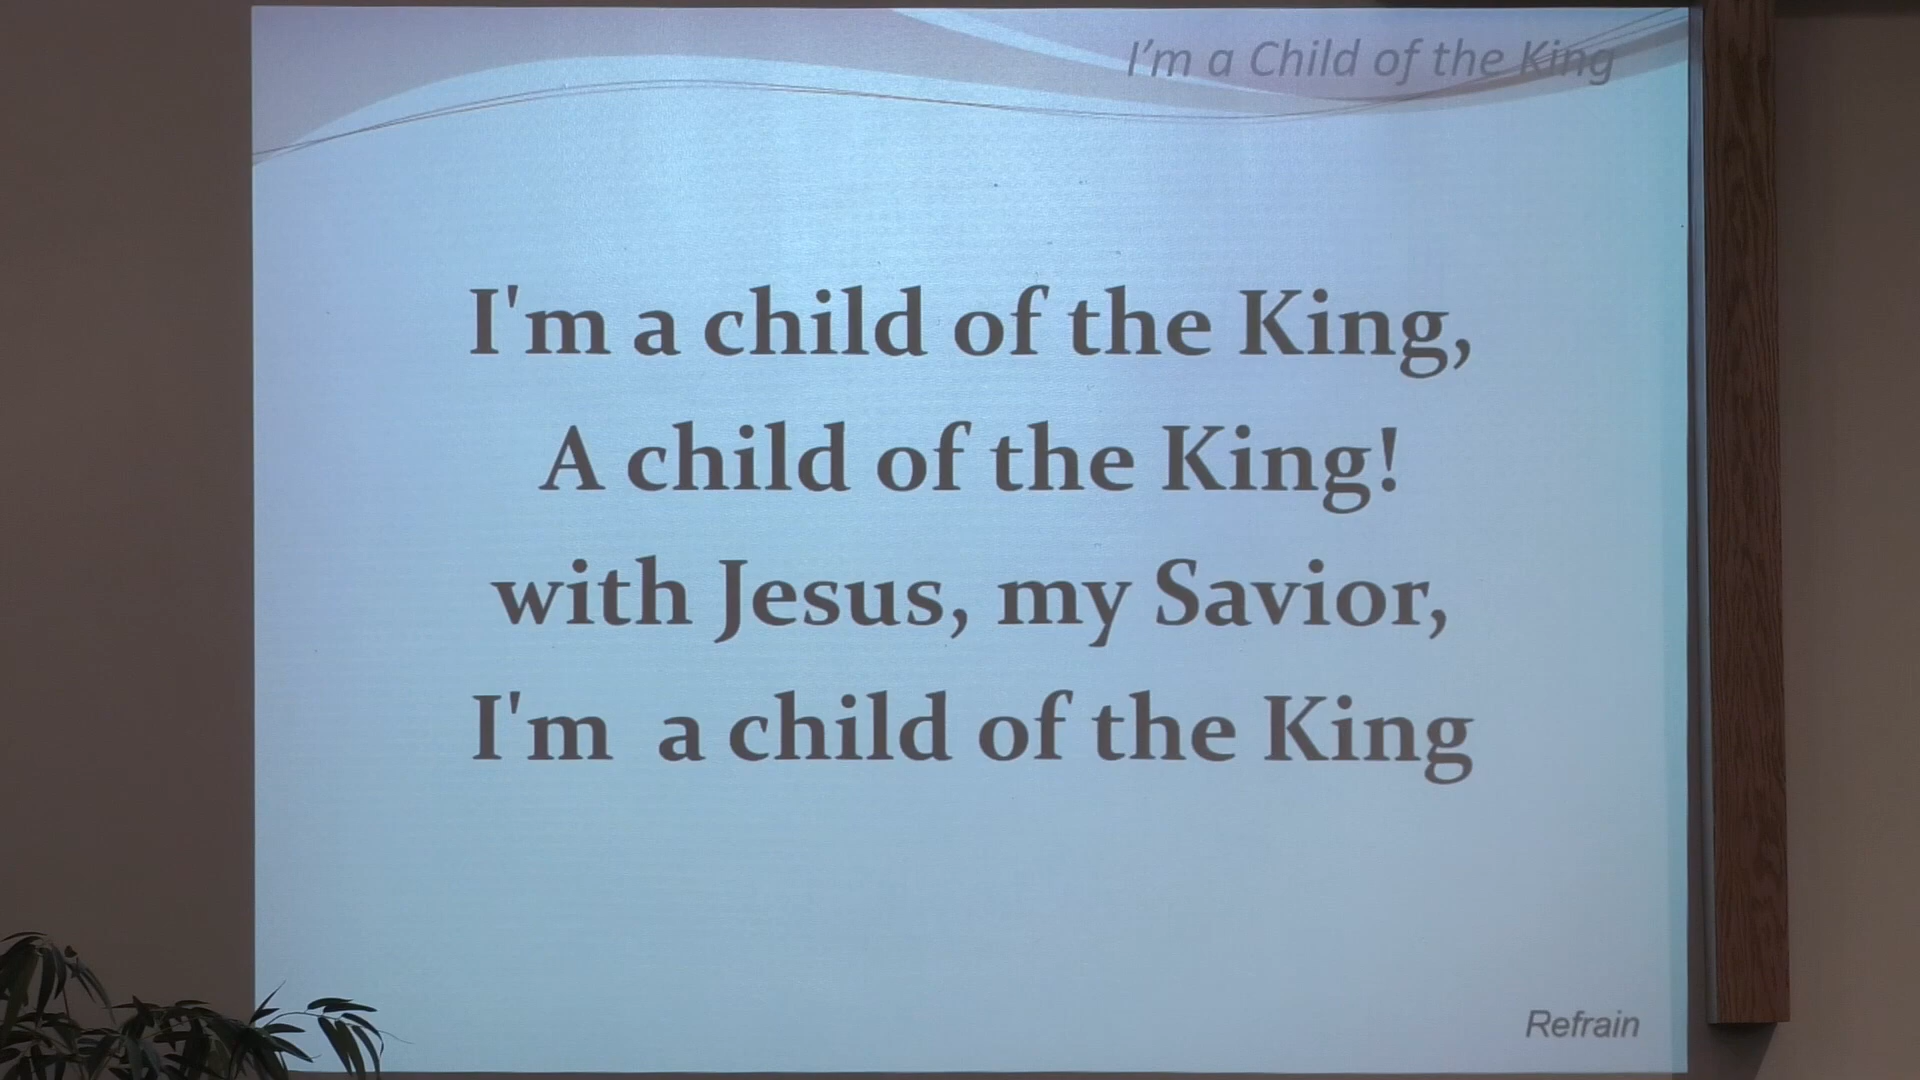 I'm a Child of the King
I'm a child of the King,
A child of the King!
with Jesus, my Savior,
I'm  a child of the King
Refrain